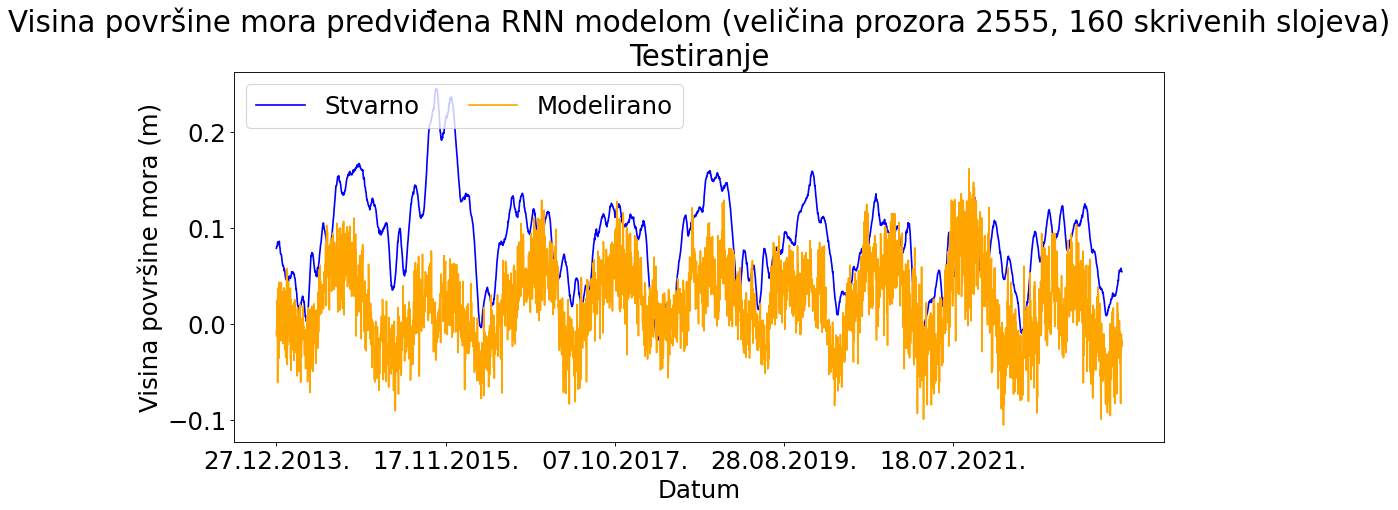 Visina površine mora predviđena RNN modelom (veličina prozora 2555, 160 skrivenih slojeva)
Testiranje
Stvarno Modelirano
Visina površine mora (m)
0.2
0.1
0.0
−0.1
27.12.2013. 17.11.2015. 07.10.2017. 28.08.2019. 18.07.2021.
Datum